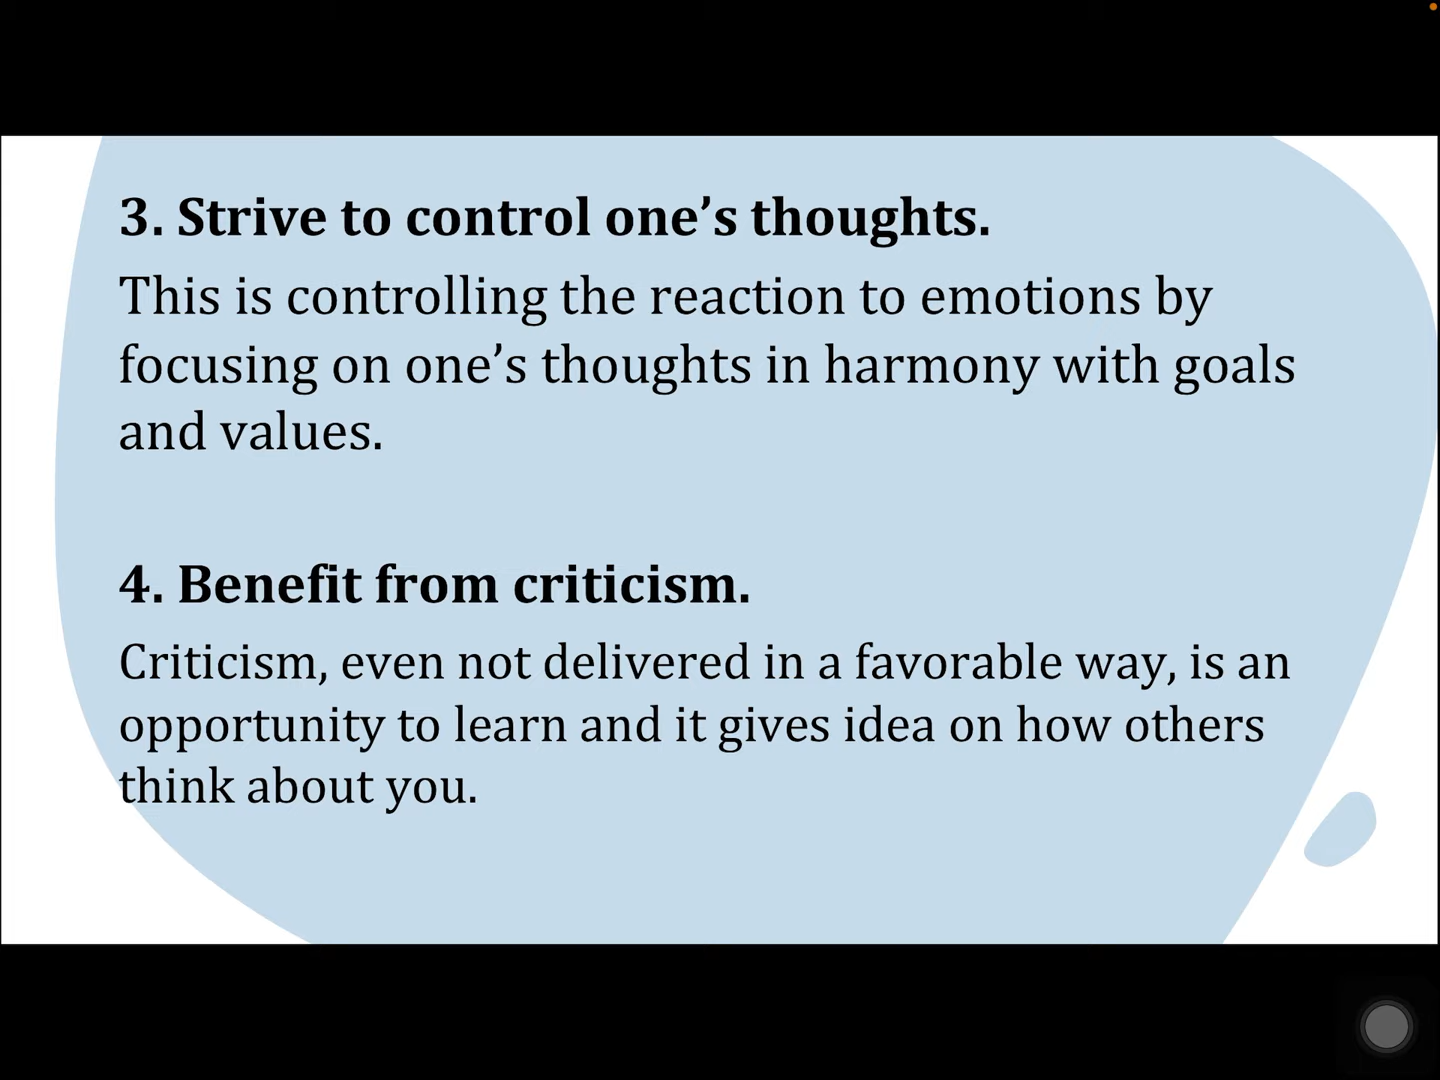 3. Strive to control one’s thoughts.
This is controlling the reaction to emotions by
focusing on one’s thoughts in harmony with goals
and values.
4. Benefit from criticism.
Criticism, even not delivered in a favorable way, is an
opportunity to learn and it gives idea on how others
think about you.